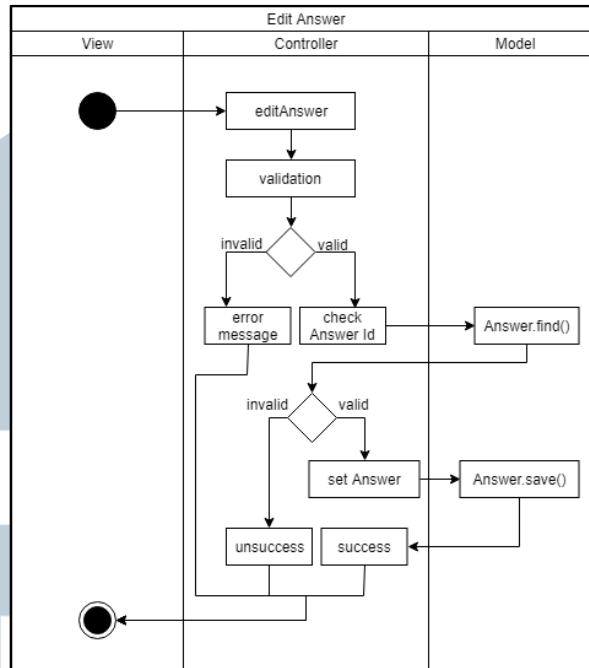 Edit Answer
View
Controller
Model
editAnswer
validation
invalid
valid
error
message
check
Answer Id
Answer.find()
invalid
valid
set Answer
Answer.save()
unsuccess
success